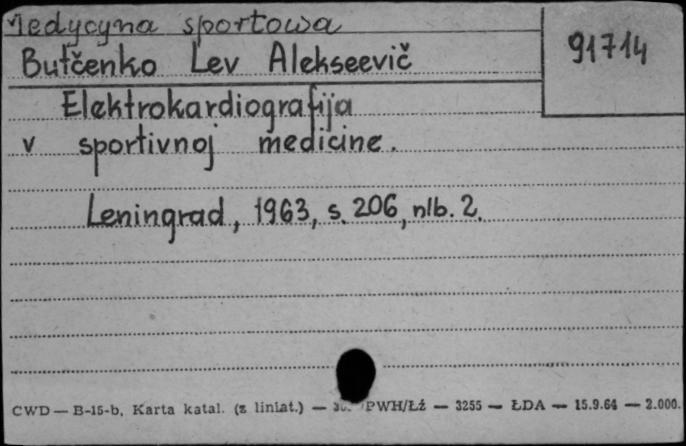 Medycyna sportowa
91714
Butčenko Lev Alekseevič
Elektrokardiografija
v sportivnoj medicine.
Leningrad, 1963, s. 206, nlb. 2.
CWD — B-15-b, Karta katal. (z liniat.) — PWH/Łź — 3255 — ŁDA — 15.9.64 — 2.000.